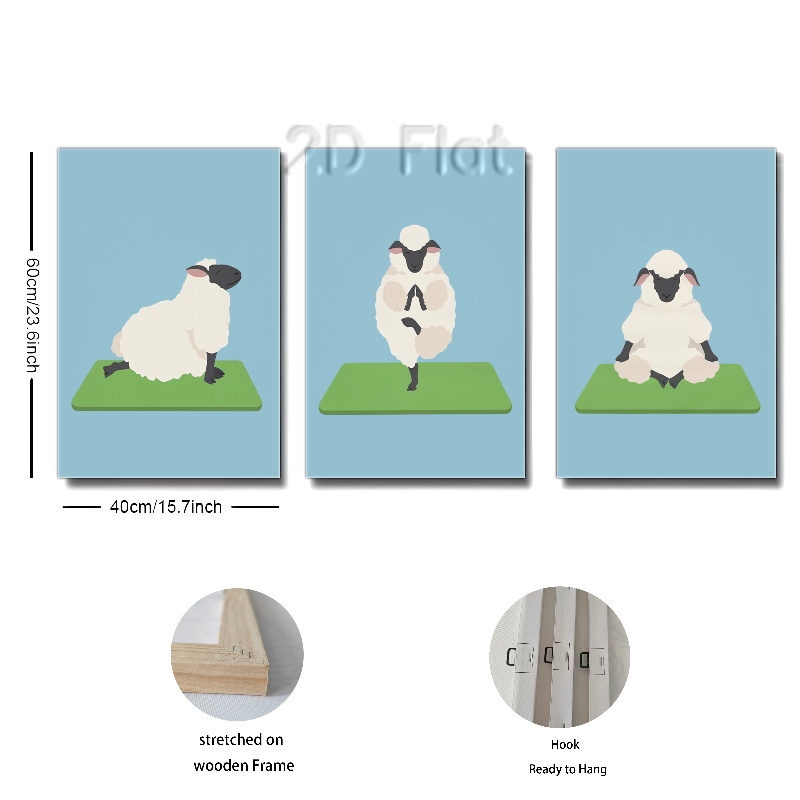 2D Flat
60cm/23.6inch
40cm/15.7inch
stretched on
wooden Frame
Hook
Ready to Hang